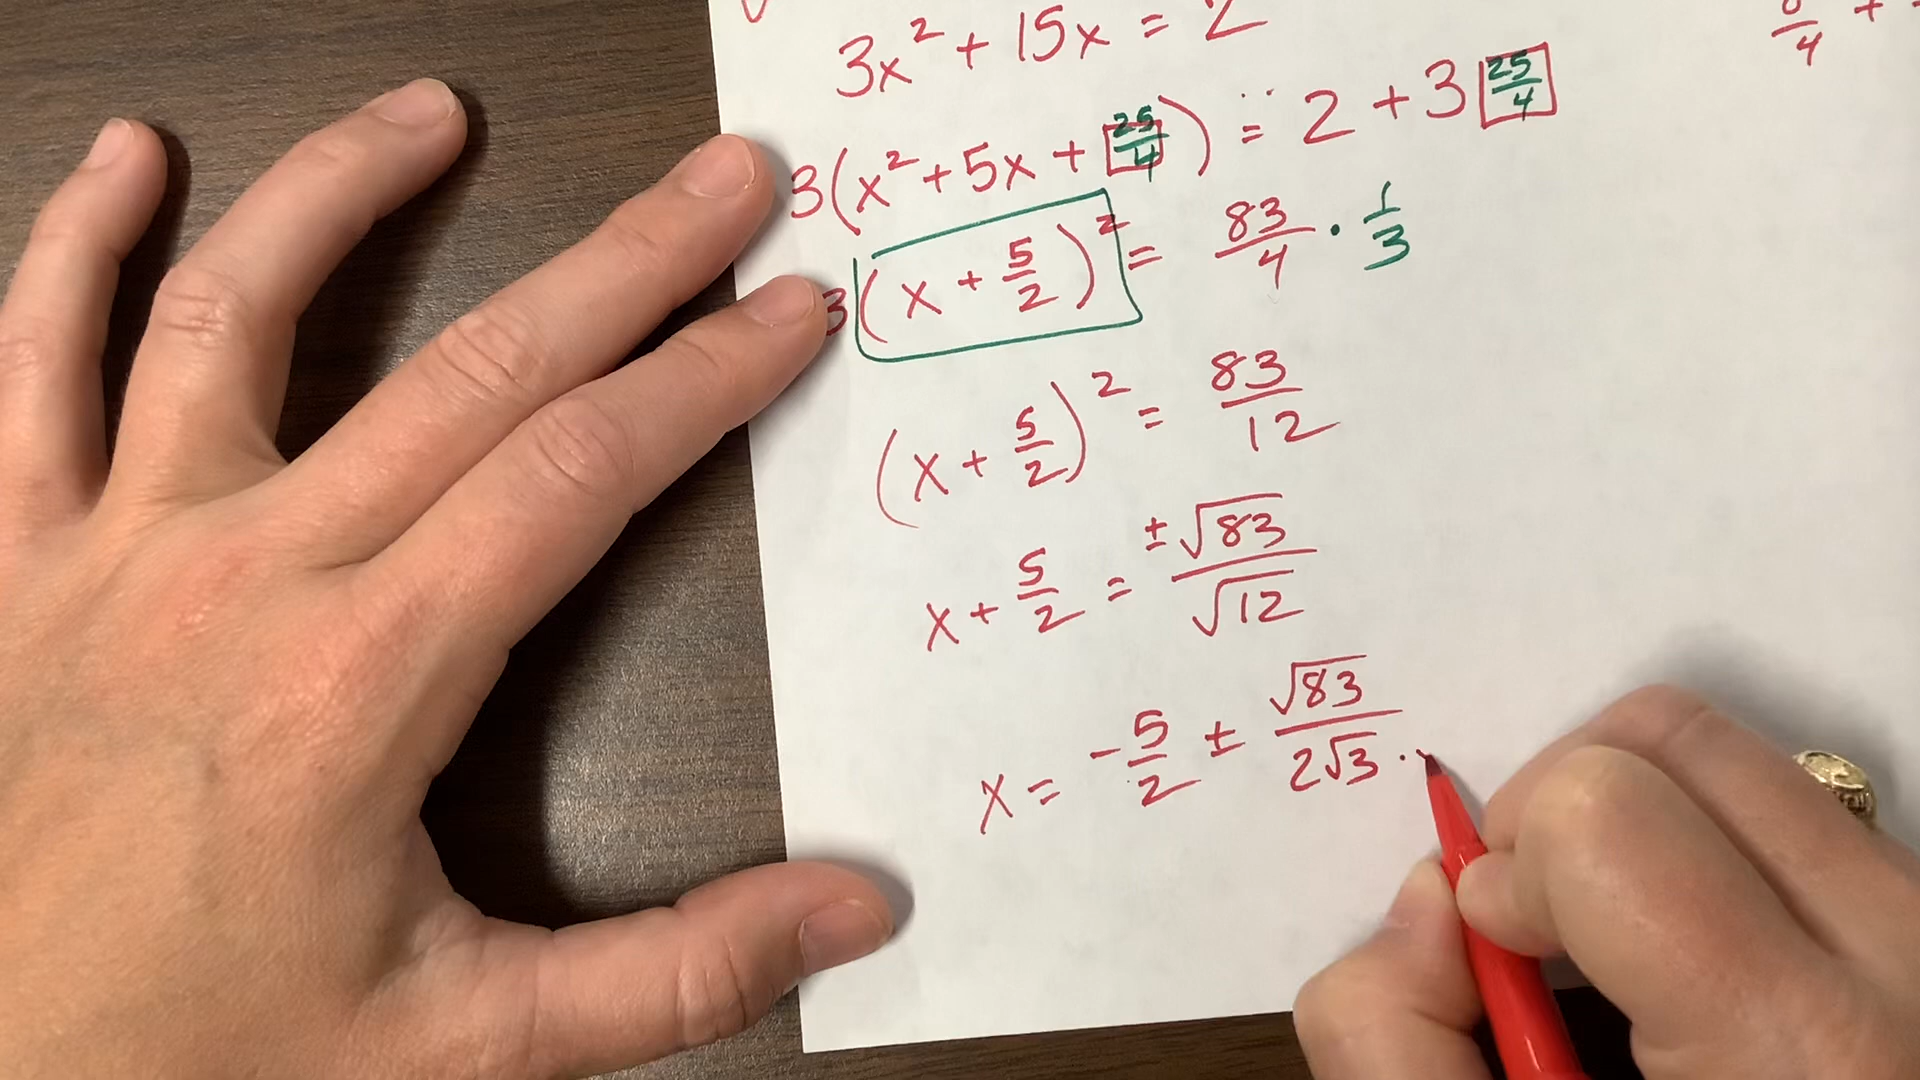 3x² + 15x = 2
3(x² + 5x + 25/4) = 2 + 3 25/4
3(x + 5/2)² = 83/4 · 1/3
(x + 5/2)² = 83/12
x + 5/2 = ±√83/√12
x = -5/2 ± √83/2√3 ·